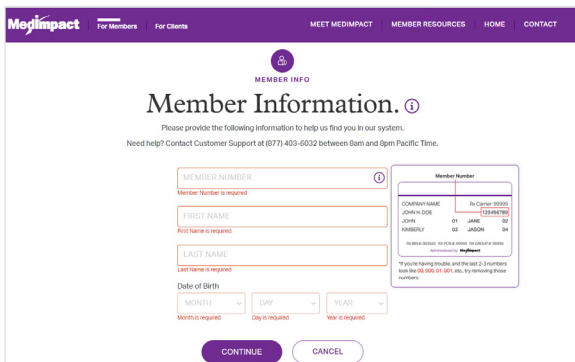 MedImpact For Members For Clients MEET MEDIMPACT MEMBER RESOURCES HOME CONTACT
MEMBER INFO
Member Information.
Please provide the following information to help us find you in our system.
Need help? Contact Customer Support at (877) 403-6032 between 8am and 8pm Pacific Time.
MEMBER NUMBER
Member Number is required
FIRST NAME
First Name is required
LAST NAME
Last Name is required
Date of Birth
MONTH DAY YEAR
Month is required Day is required Year is required
CONTINUE CANCEL
Member Number
COMPANY NAME Rx Carrier: 99999
JOHN H. DOE 123456789
JOHN 01 JANE 02
KIMBERLY 03 JASON 04
Administered by MedImpact
*If you're having trouble, and the last 2-3 numbers
look like 00, 000, 01, 001, etc., try removing those
numbers.